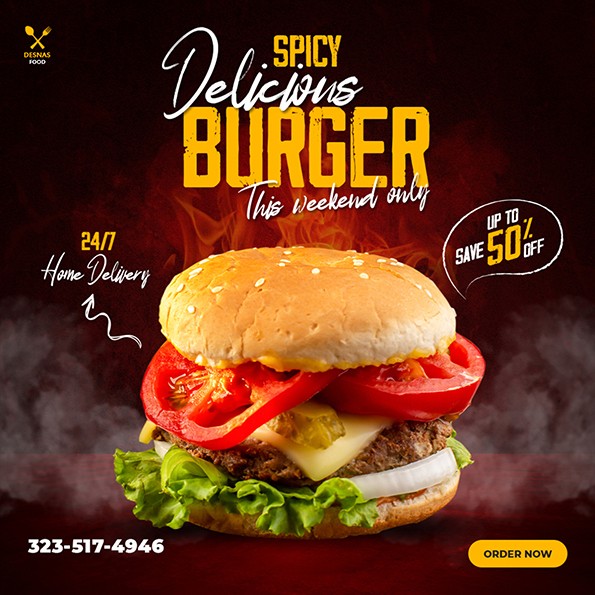 DESNAS
FOOD
SPICY
Delicious
BURGER
This weekend only
24/7
Home Delivery
UP TO
SAVE 50% OFF
323-517-4946
ORDER NOW